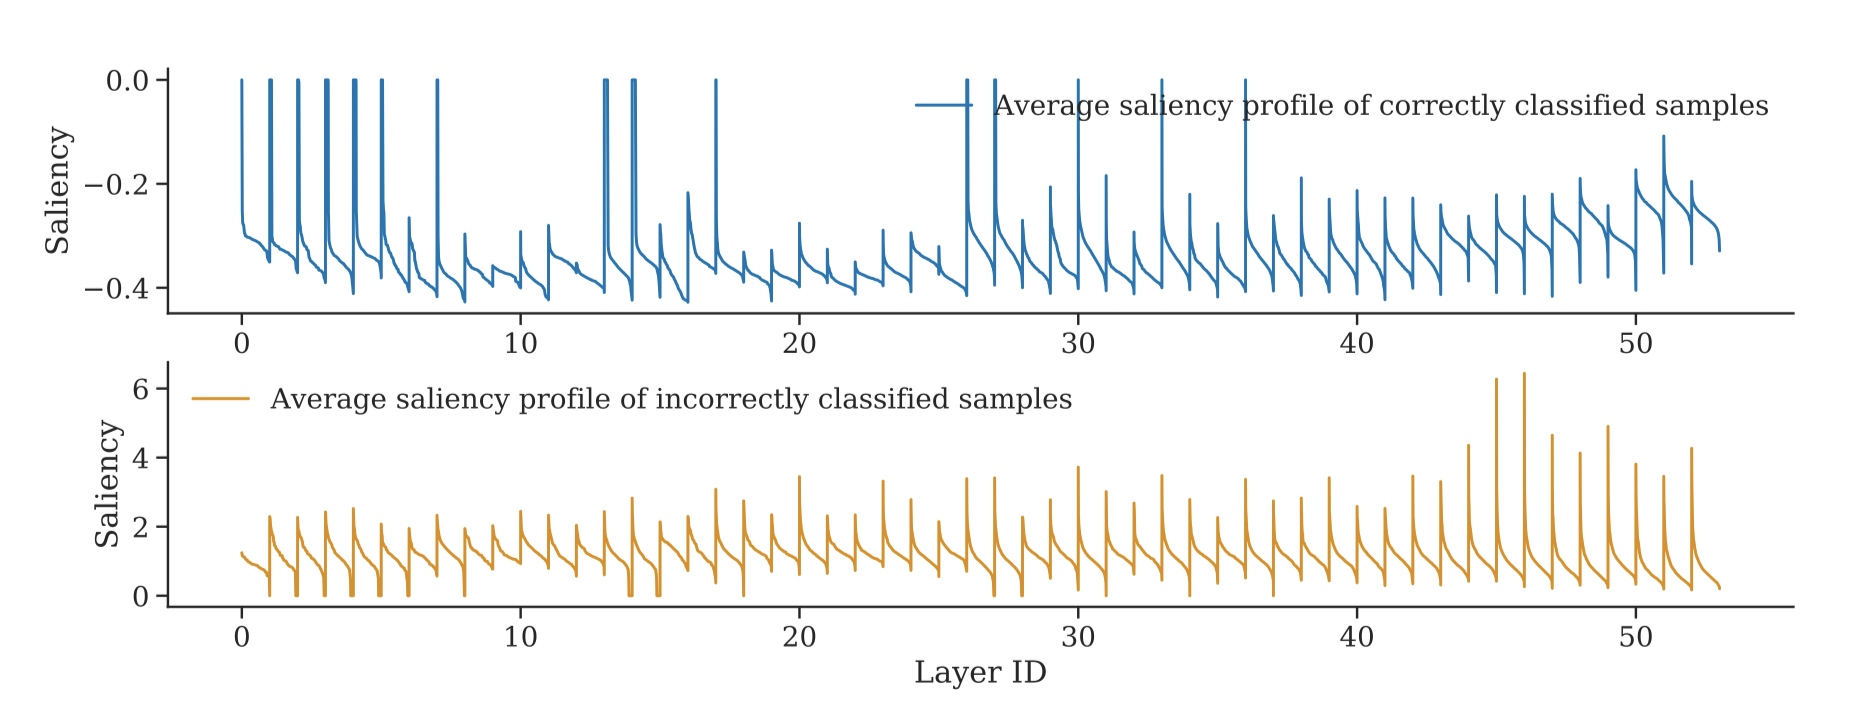 0.0
−0.2
−0.4
Saliency
Average saliency profile of correctly classified samples
0 10 20 30 40 50
6
4
2
0
Saliency
Average saliency profile of incorrectly classified samples
0 10 20 30 40 50
Layer ID